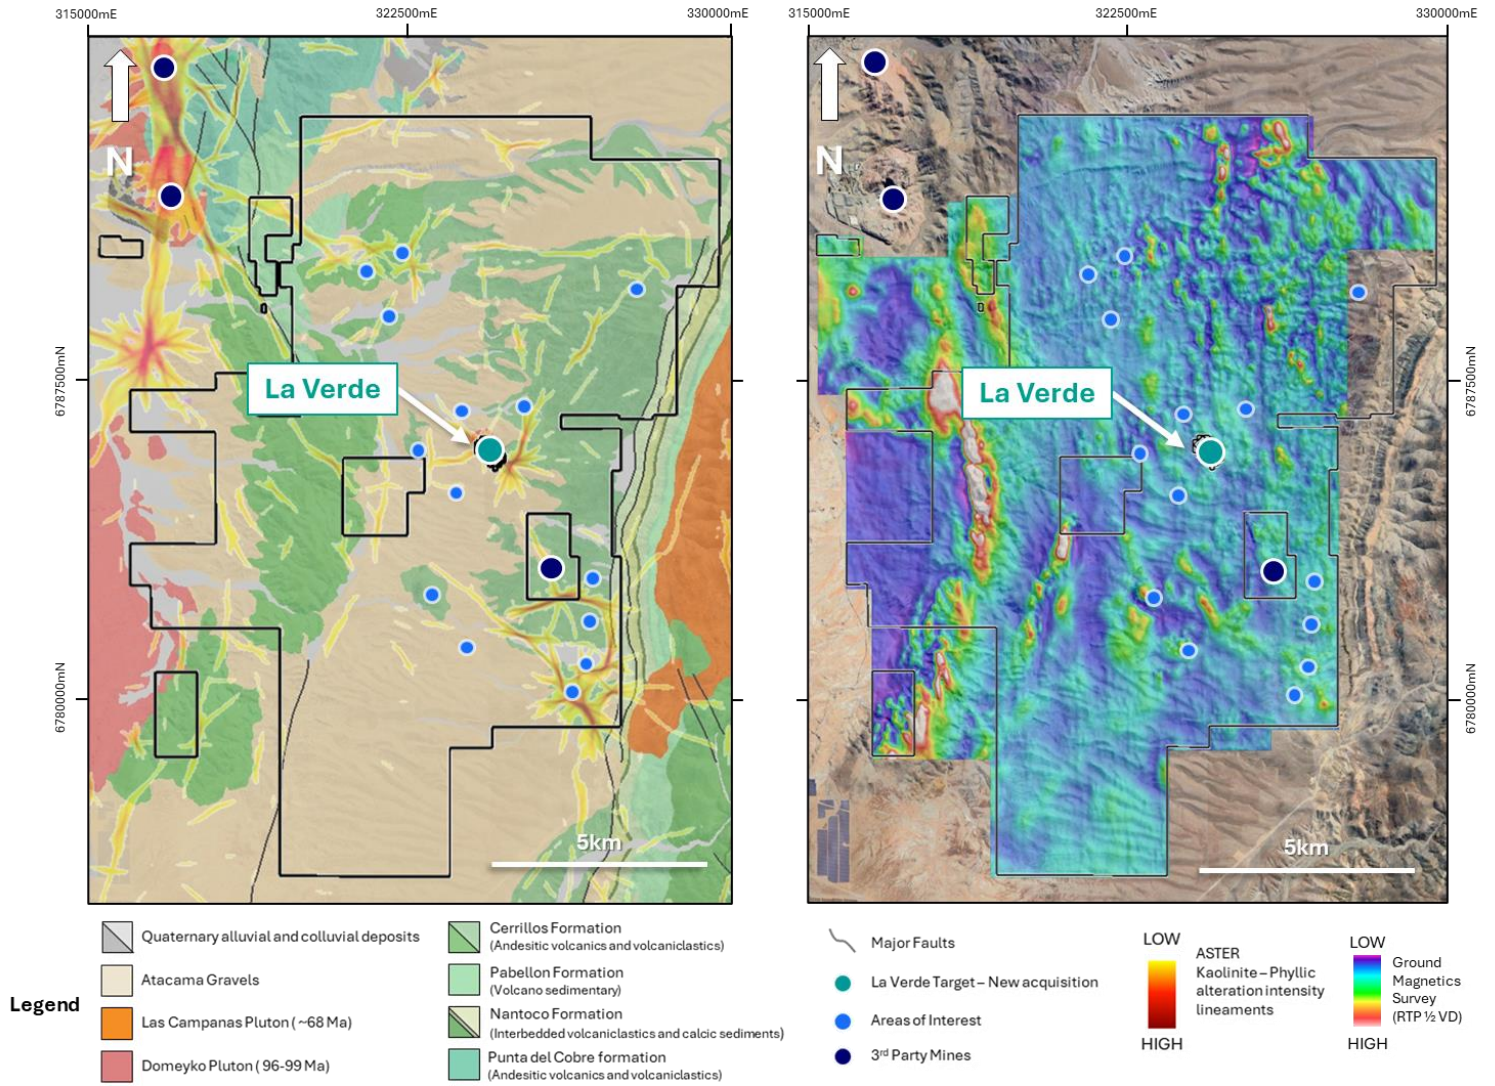 315000mE
322500mE
330000mE
315000mE
322500mE
330000mE
N
N
6787500mN
La Verde
La Verde
6787500mN
6780000mN
6780000mN
5km
5km
Legend
Quaternary alluvial and colluvial deposits
Atacama Gravels
Las Campanas Pluton ( ~68 Ma)
Domeyko Pluton ( 96-99 Ma)
Cerrillos Formation
(Andesitic volcanics and volcaniclastics)
Pabellon Formation
(Volcano sedimentary)
Nantoco Formation
(Interbedded volcaniclastics and calcic sediments)
Punta del Cobre formation
(Andesitic volcanics and volcaniclastics)
Major Faults
La Verde Target – New acquisition
Areas of Interest
3rd Party Mines
LOW
HIGH
ASTER
Kaolinite – Phyllic
alteration intensity
lineaments
LOW
HIGH
Ground
Magnetics
Survey
(RTP ½ VD)